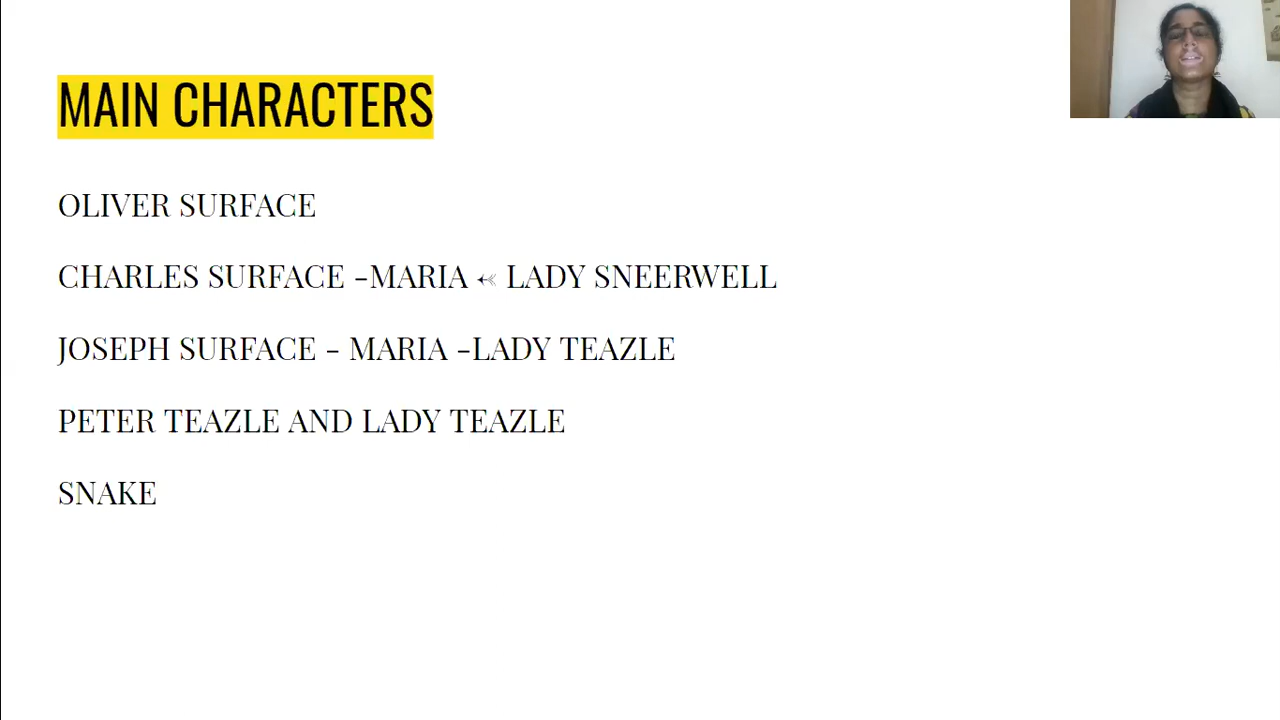 MAIN CHARACTERS
OLIVER SURFACE
CHARLES SURFACE -MARIA ⤙ LADY SNEERWELL
JOSEPH SURFACE - MARIA -LADY TEAZLE
PETER TEAZLE AND LADY TEAZLE
SNAKE